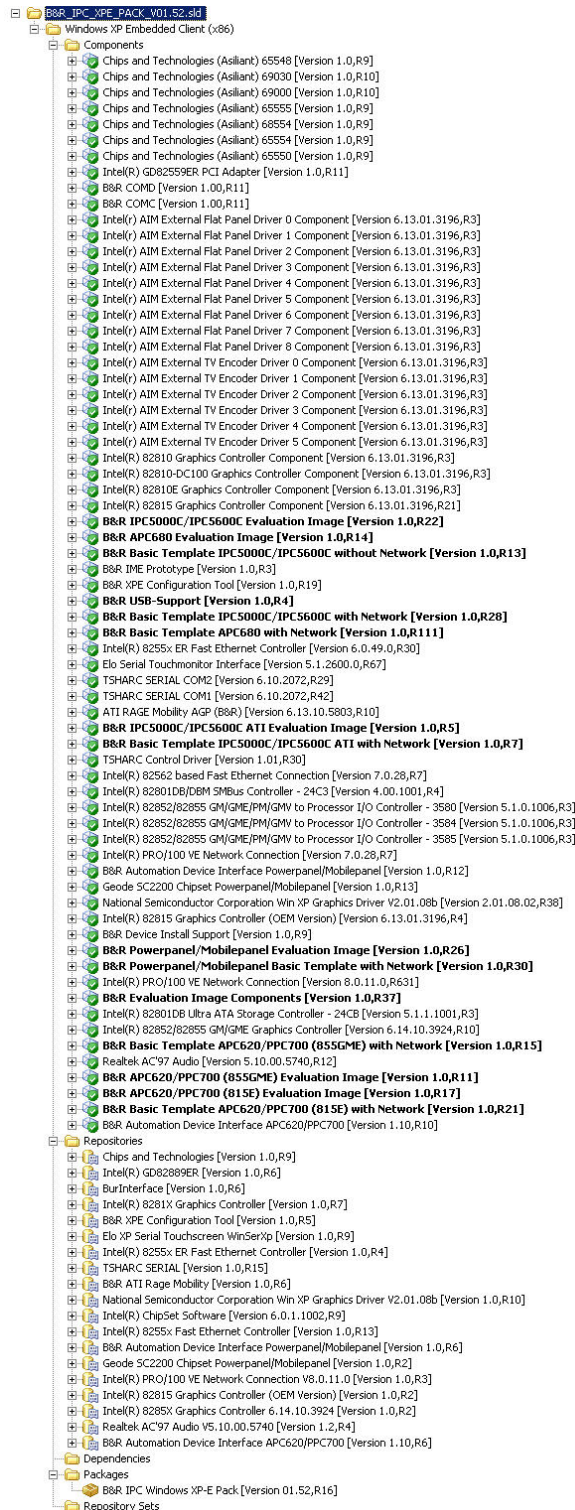 B&R_IPC_XPE_PACK_V01.52.sld
Windows XP Embedded Client (x86)
Components
Chips and Technologies (Asiliant) 65548 [Version 1.0,R9]
Chips and Technologies (Asiliant) 69030 [Version 1.0,R10]
Chips and Technologies (Asiliant) 69000 [Version 1.0,R10]
Chips and Technologies (Asiliant) 65555 [Version 1.0,R9]
Chips and Technologies (Asiliant) 68554 [Version 1.0,R9]
Chips and Technologies (Asiliant) 65554 [Version 1.0,R9]
Chips and Technologies (Asiliant) 65550 [Version 1.0,R9]
Intel(R) GD82559ER PCI Adapter [Version 1.0,R11]
B&R COMD [Version 1.00,R11]
B&R COMC [Version 1.00,R11]
Intel(r) AIM External Flat Panel Driver 0 Component [Version 6.13.01.3196,R3]
Intel(r) AIM External Flat Panel Driver 1 Component [Version 6.13.01.3196,R3]
Intel(r) AIM External Flat Panel Driver 2 Component [Version 6.13.01.3196,R3]
Intel(r) AIM External Flat Panel Driver 3 Component [Version 6.13.01.3196,R3]
Intel(r) AIM External Flat Panel Driver 4 Component [Version 6.13.01.3196,R3]
Intel(r) AIM External Flat Panel Driver 5 Component [Version 6.13.01.3196,R3]
Intel(r) AIM External Flat Panel Driver 6 Component [Version 6.13.01.3196,R3]
Intel(r) AIM External Flat Panel Driver 7 Component [Version 6.13.01.3196,R3]
Intel(r) AIM External Flat Panel Driver 8 Component [Version 6.13.01.3196,R3]
Intel(r) AIM External TV Encoder Driver 0 Component [Version 6.13.01.3196,R3]
Intel(r) AIM External TV Encoder Driver 1 Component [Version 6.13.01.3196,R3]
Intel(r) AIM External TV Encoder Driver 2 Component [Version 6.13.01.3196,R3]
Intel(r) AIM External TV Encoder Driver 3 Component [Version 6.13.01.3196,R3]
Intel(r) AIM External TV Encoder Driver 4 Component [Version 6.13.01.3196,R3]
Intel(r) AIM External TV Encoder Driver 5 Component [Version 6.13.01.3196,R3]
Intel(R) 82810 Graphics Controller Component [Version 6.13.01.3196,R3]
Intel(R) 82810-DC100 Graphics Controller Component [Version 6.13.01.3196,R3]
Intel(R) 82810E Graphics Controller Component [Version 6.13.01.3196,R3]
Intel(R) 82815 Graphics Controller Component [Version 6.13.01.3196,R21]
B&R IPC5000C/IPC5600C Evaluation Image [Version 1.0,R22]
B&R APC680 Evaluation Image [Version 1.0,R14]
B&R Basic Template IPC5000C/IPC5600C without Network [Version 1.0,R13]
B&R IME Prototype [Version 1.0,R3]
B&R XPE Configuration Tool [Version 1.0,R19]
B&R USB-Support [Version 1.0,R4]
B&R Basic Template IPC5000C/IPC5600C with Network [Version 1.0,R28]
B&R Basic Template APC680 with Network [Version 1.0,R111]
Intel(R) 8255x ER Fast Ethernet Controller [Version 6.0.49.0,R30]
Elo Serial Touchmonitor Interface [Version 5.1.2600.0,R67]
TSHARC SERIAL COM2 [Version 6.10.2072,R29]
TSHARC SERIAL COM1 [Version 6.10.2072,R42]
ATI RAGE Mobility AGP (B&R) [Version 6.13.10.5803,R10]
B&R IPC5000C/IPC5600C ATI Evaluation Image [Version 1.0,R5]
B&R Basic Template IPC5000C/IPC5600C ATI with Network [Version 1.0,R7]
TSHARC Control Driver [Version 1.01,R30]
Intel(R) 82562 based Fast Ethernet Connection [Version 7.0.28,R7]
Intel(R) 82801DB/DBM SMBus Controller - 24C3 [Version 4.00.1001,R4]
Intel(R) 82852/82855 GM/GME/PM/GMV to Processor I/O Controller - 3580 [Version 5.1.0.1006,R3]
Intel(R) 82852/82855 GM/GME/PM/GMV to Processor I/O Controller - 3584 [Version 5.1.0.1006,R3]
Intel(R) 82852/82855 GM/GME/PM/GMV to Processor I/O Controller - 3585 [Version 5.1.0.1006,R3]
Intel(R) PRO/100 VE Network Connection [Version 7.0.28,R7]
B&R Automation Device Interface Powerpanel/Mobilepanel [Version 1.0,R12]
Geode SC2200 Chipset Powerpanel/Mobilepanel [Version 1.0,R13]
National Semiconductor Corporation Win XP Graphics Driver V2.01.08b [Version 2.01.08.02,R38]
Intel(R) 82815 Graphics Controller (OEM Version) [Version 6.13.01.3196,R4]
B&R Device Install Support [Version 1.0,R9]
B&R Powerpanel/Mobilepanel Evaluation Image [Version 1.0,R26]
B&R Powerpanel/Mobilepanel Basic Template with Network [Version 1.0,R30]
Intel(R) PRO/100 VE Network Connection [Version 8.0.11.0,R631]
B&R Evaluation Image Components [Version 1.0,R37]
Intel(R) 82801DB Ultra ATA Storage Controller - 24CB [Version 5.1.1.1001,R3]
Intel(R) 82852/82855 GM/GME Graphics Controller [Version 6.14.10.3924,R10]
B&R Basic Template APC620/PPC700 (855GME) with Network [Version 1.0,R15]
Realtek AC'97 Audio [Version 5.10.00.5740,R12]
B&R APC620/PPC700 (855GME) Evaluation Image [Version 1.0,R11]
B&R APC620/PPC700 (815E) Evaluation Image [Version 1.0,R17]
B&R Basic Template APC620/PPC700 (815E) with Network [Version 1.0,R21]
B&R Automation Device Interface APC620/PPC700 [Version 1.10,R10]
Repositories
Chips and Technologies [Version 1.0,R9]
Intel(R) GD82889ER [Version 1.0,R6]
BurInterface [Version 1.0,R6]
Intel(R) 8281X Graphics Controller [Version 1.0,R7]
B&R XPE Configuration Tool [Version 1.0,R5]
Elo XP Serial Touchscreen WinSerXp [Version 1.0,R9]
Intel(R) 8255x ER Fast Ethernet Controller [Version 1.0,R4]
TSHARC SERIAL [Version 1.0,R15]
B&R ATI Rage Mobility [Version 1.0,R6]
National Semiconductor Corporation Win XP Graphics Driver V2.01.08b [Version 1.0,R10]
Intel(R) ChipSet Software [Version 6.0.1.1002,R9]
Intel(R) 8255x Fast Ethernet Controller [Version 1.0,R13]
B&R Automation Device Interface Powerpanel/Mobilepanel [Version 1.0,R6]
Geode SC2200 Chipset Powerpanel/Mobilepanel [Version 1.0,R2]
Intel(R) PRO/100 VE Network Connection V8.0.11.0 [Version 1.0,R3]
Intel(R) 82815 Graphics Controller (OEM Version) [Version 1.0,R2]
Intel(R) 8285X Graphics Controller 6.14.10.3924 [Version 1.0,R2]
Realtek AC'97 Audio V5.10.00.5740 [Version 1.2,R4]
B&R Automation Device Interface APC620/PPC700 [Version 1.10,R6]
Dependencies
Packages
B&R IPC Windows XP-E Pack [Version 01.52,R16]
Repository Sets